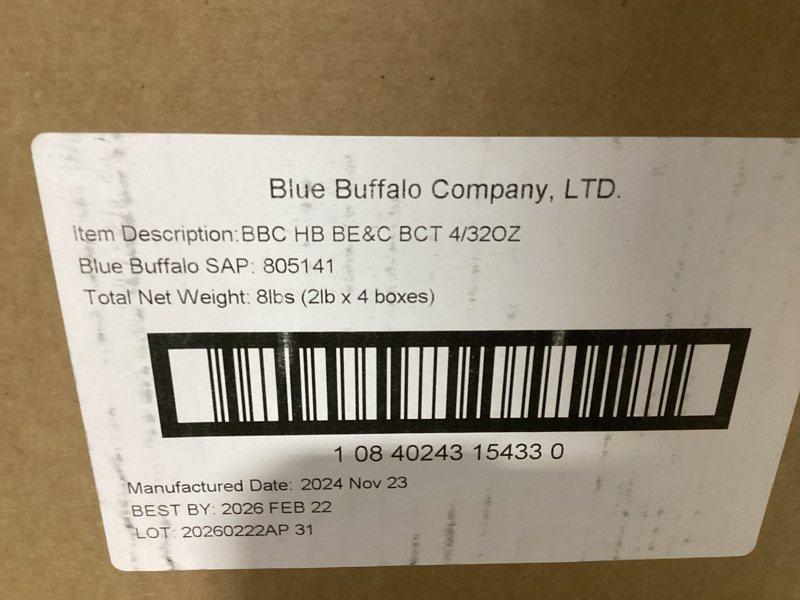 Blue Buffalo Company, LTD.
Item Description:BBC HB BE&C BCT 4/32OZ
Blue Buffalo SAP: 805141
Total Net Weight: 8lbs (2lb x 4 boxes)
1 08 40243 15433 0
Manufactured Date: 2024 Nov 23
BEST BY: 2026 FEB 22
LOT: 20260222AP 31